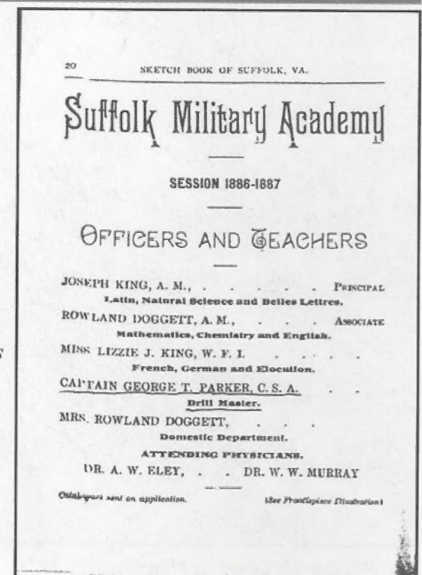 20
SKETCH BOOK OF SUFFOLK, VA.
Suffolk Military Academy
SESSION 1886-1887
OFFICERS AND TEACHERS
JOSEPH KING, A. M., . . . . . PRINCIPAL
Latin, Natural Science and Belles Lettres.
ROWLAND DOGGETT, A. M., . . . ASSOCIATE
Mathematics, Chemistry and English.
MISS LIZZIE J. KING, W. F. I. . . . . .
French, German and Elocution.
CAPTAIN GEORGE T. PARKER, C. S. A. . .
Drill Master.
MRS. ROWLAND DOGGETT, . . .
Domestic Department.
ATTENDING PHYSICIANS.
DR. A. W. ELEY, . . DR. W. W. MURRAY
Catalogues sent on application. (See Frontispiece Illustration)